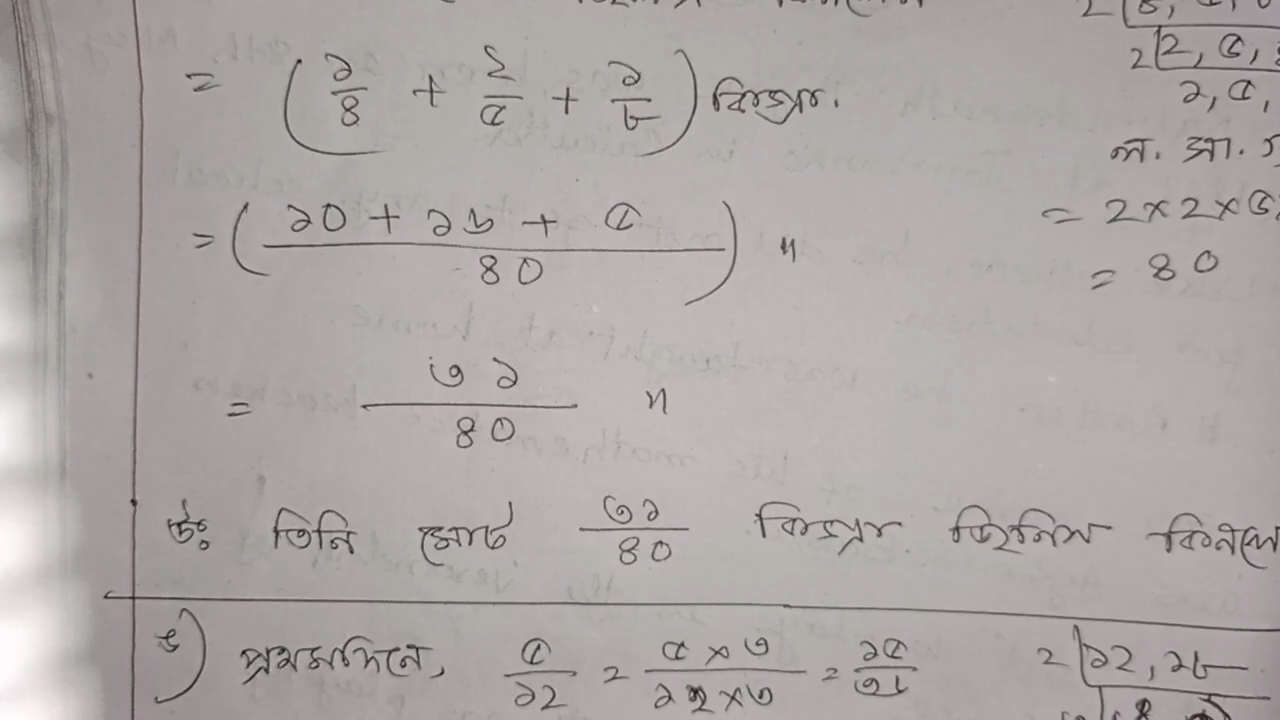 = (১/৪ + ২/৫ + ১/৮) কিগ্রা.
= (১০ + ১৬ + ৫ / ৪০) "
= ৩১/৪০ "
উঃ তিনি মোট ৩১/৪০ কিগ্রা জিনিস কিনলে
প্রথমদিনে, ৫/১২ = ৫ × ৩/১২ × ৩ = ১৫/৩৬
২ | ৪, ৫,
২ | ২, ৫,
১, ৫,
ল. সা.
= ২ × ২ × ৫
= ৪০
২ | ১২, ১৮